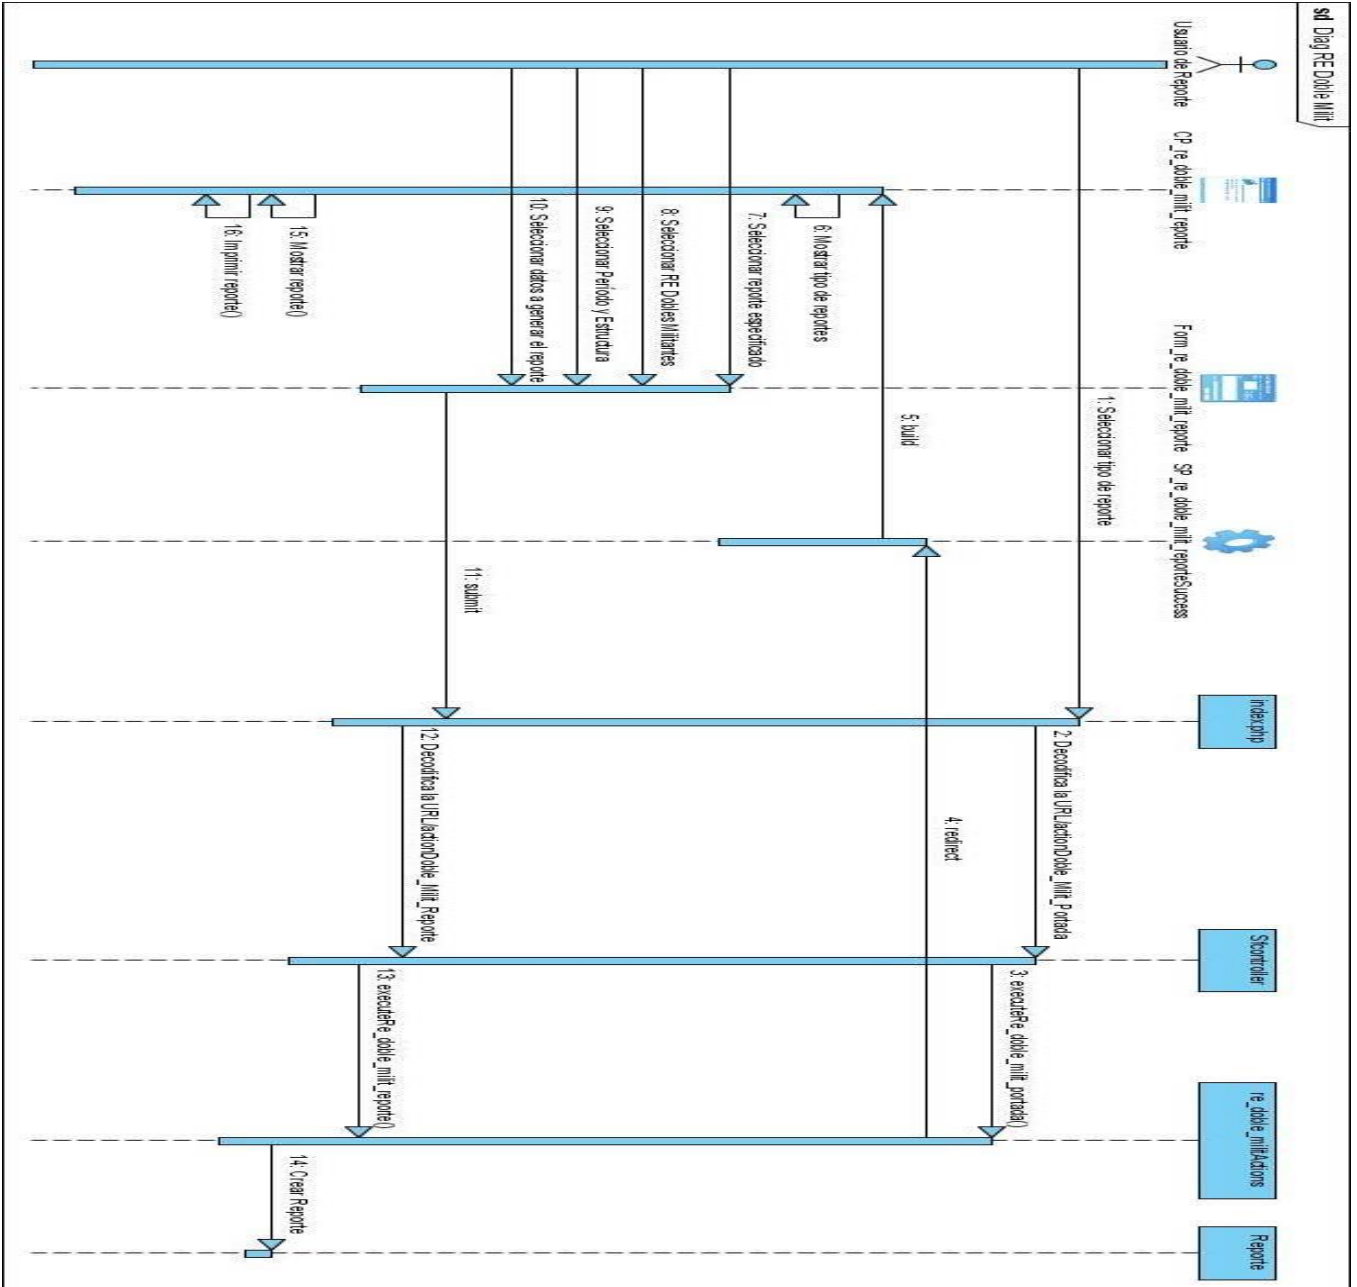 sd Diag RE Doble Milit
Usuario de Reporte
CP_re_doble_milit_reporte
Form_re_doble_milit_reporte
SP_re_doble_milit_reporteSuccess
index.php
Sfcontroller
re_doble_militActions
Reporte
1: Seleccionar tipo de reporte
2: Decodifica la URL/actionDoble_Milit_Portada
3: executeRe_doble_milit_portada()
4: redirect
5: build
6: Mostrar tipo de reportes
7: Seleccionar reporte especificado
8: Seleccionar RE Dobles Militantes
9: Seleccionar Período y Estructura
10: Seleccionar datos a generar el reporte
11: submit
12: Decodifica la URL/actionDoble_Milit_Reporte
13: executeRe_doble_milit_reporte()
14: Crear Reporte
15: Mostrar reporte()
16: Imprimir reporte()